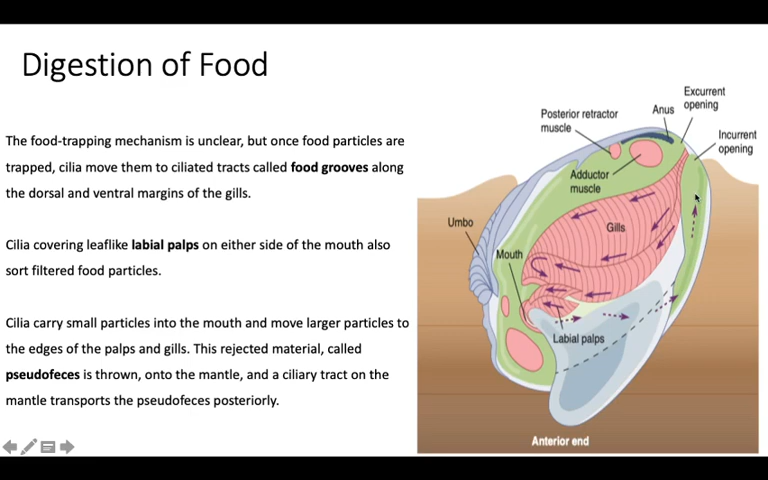 Digestion of Food
The food-trapping mechanism is unclear, but once food particles are
trapped, cilia move them to ciliated tracts called food grooves along
the dorsal and ventral margins of the gills.
Cilia covering leaflike labial palps on either side of the mouth also
sort filtered food particles.
Cilia carry small particles into the mouth and move larger particles to
the edges of the palps and gills. This rejected material, called
pseudofeces is thrown, onto the mantle, and a ciliary tract on the
mantle transports the pseudofeces posteriorly.
Excurrent
opening
Anus
Posterior retractor
muscle
Incurrent
opening
Adductor
muscle
Umbo
Gills
Mouth
Labial palps
Anterior end